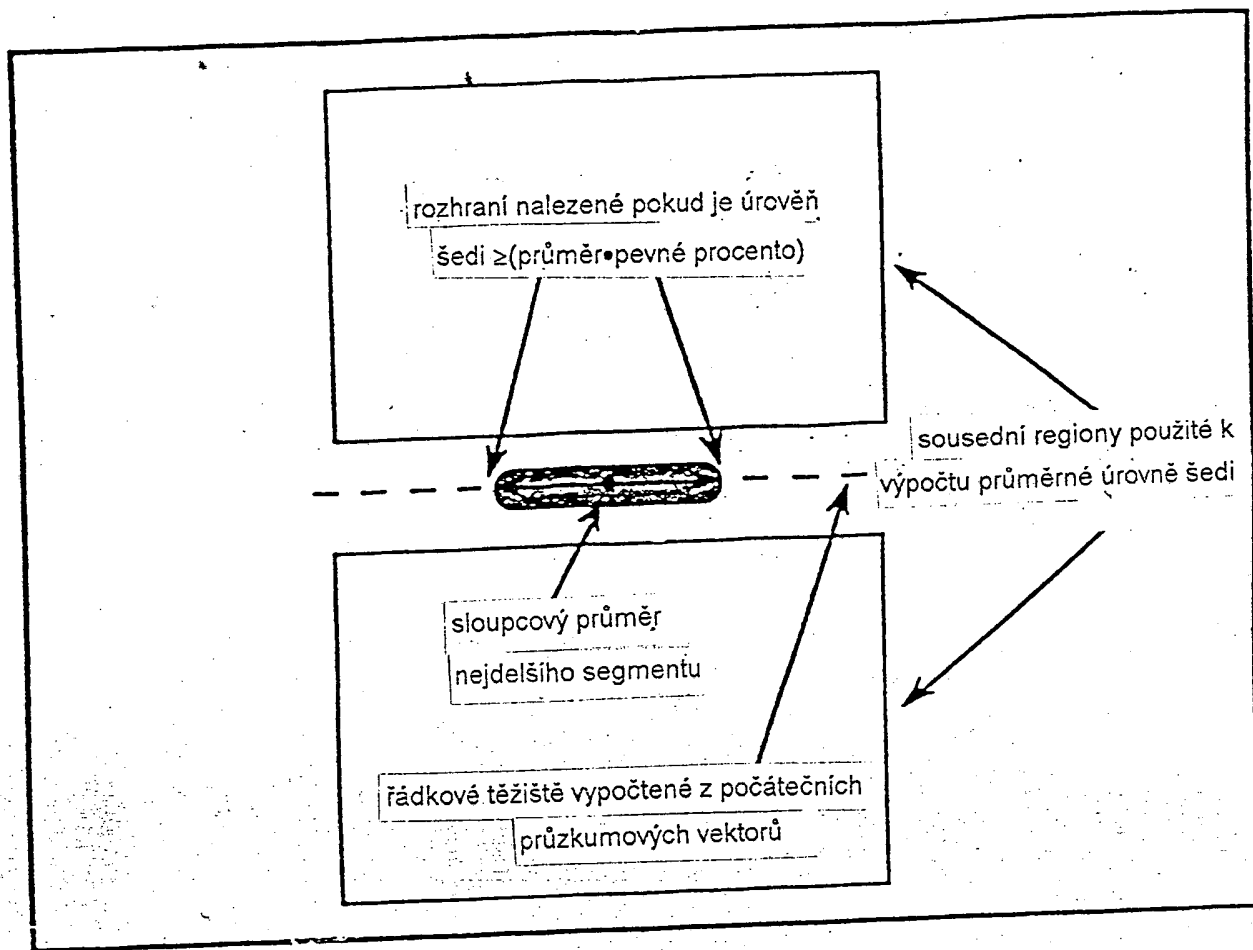 rozhraní nalezené pokud je úrověň
šedi ≥(průměr•pevné procento)
sousední regiony použité k
výpočtu průměrné úrovně šedi
sloupcový průměr
nejdelšího segmentu
řádkové těžiště vypočtené z počátečních
průzkumových vektorů